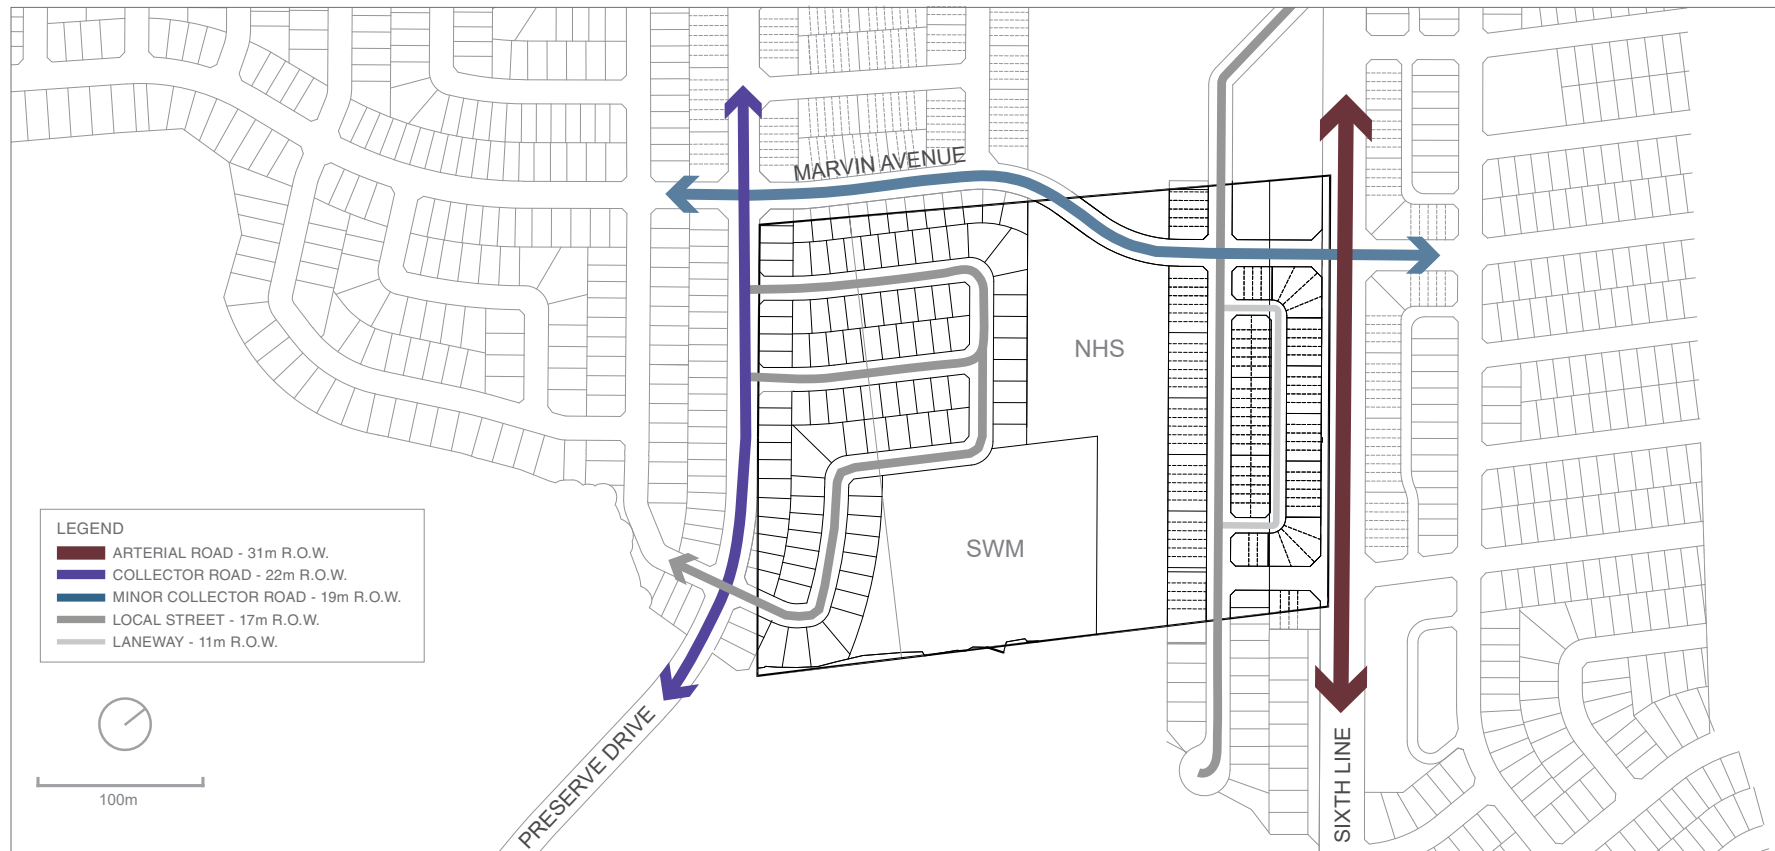 MARVIN AVENUE
NHS
SWM
LEGEND
ARTERIAL ROAD - 31m R.O.W.
COLLECTOR ROAD - 22m R.O.W.
MINOR COLLECTOR ROAD - 19m R.O.W.
LOCAL STREET - 17m R.O.W.
LANEWAY - 11m R.O.W.
100m
PRESERVE DRIVE
SIXTH LINE